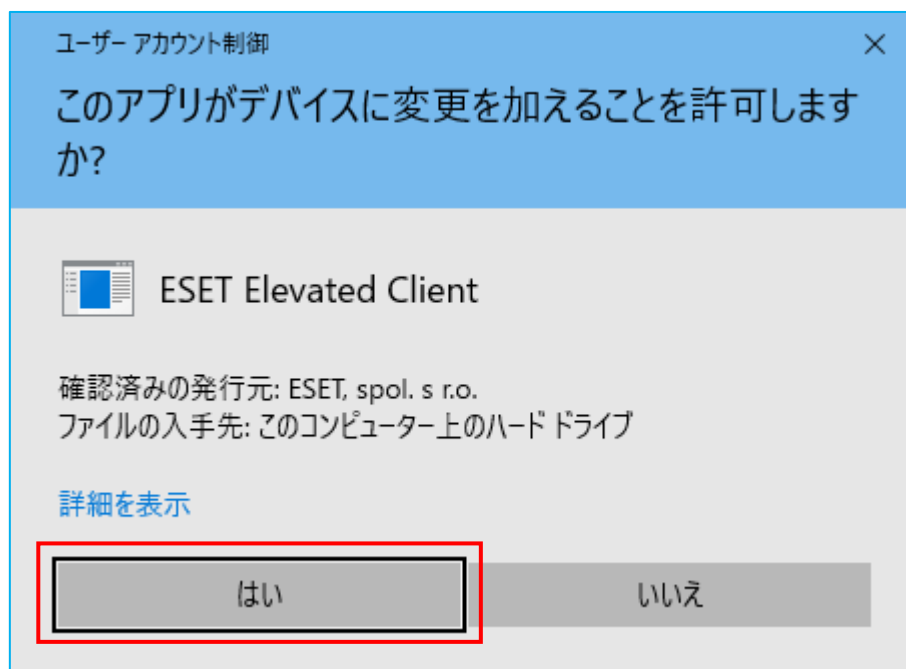 ユーザー アカウント制御
このアプリがデバイスに変更を加えることを許可します
か?
ESET Elevated Client
確認済みの発行元: ESET, spol. s r.o.
ファイルの入手先: このコンピューター上のハード ドライブ
詳細を表示
はい
いいえ